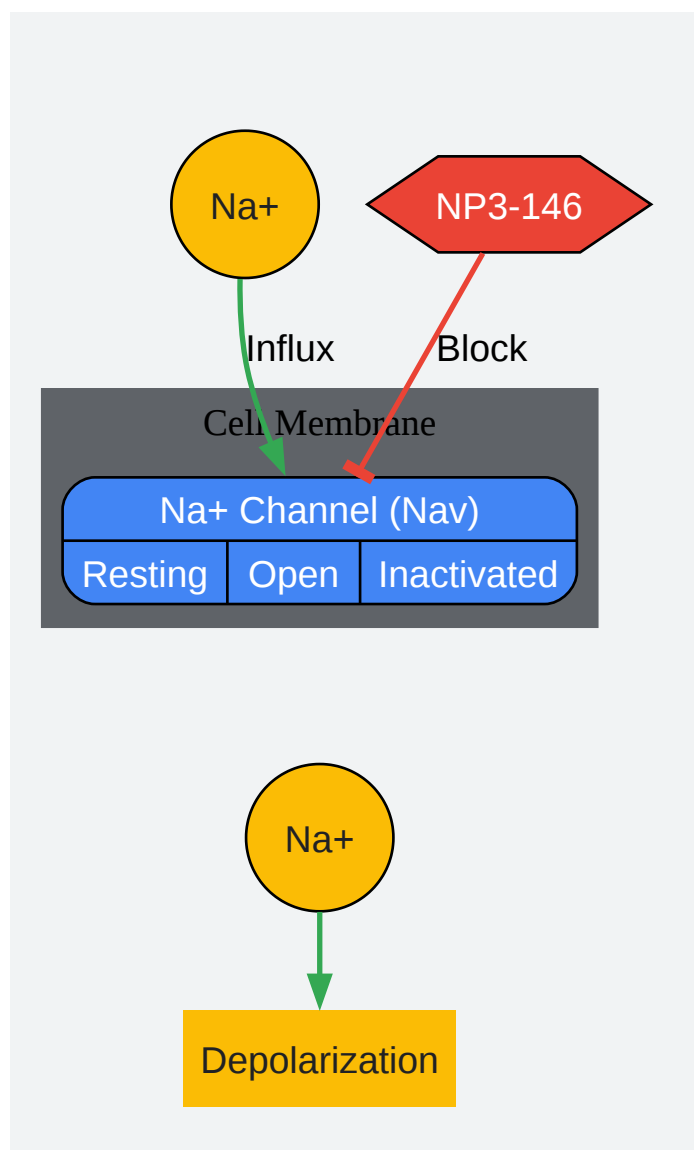 Na+
NP3-146
Influx
Block
Cell Membrane
Na+ Channel (Nav)
Resting
Open
Inactivated
Na+
Depolarization